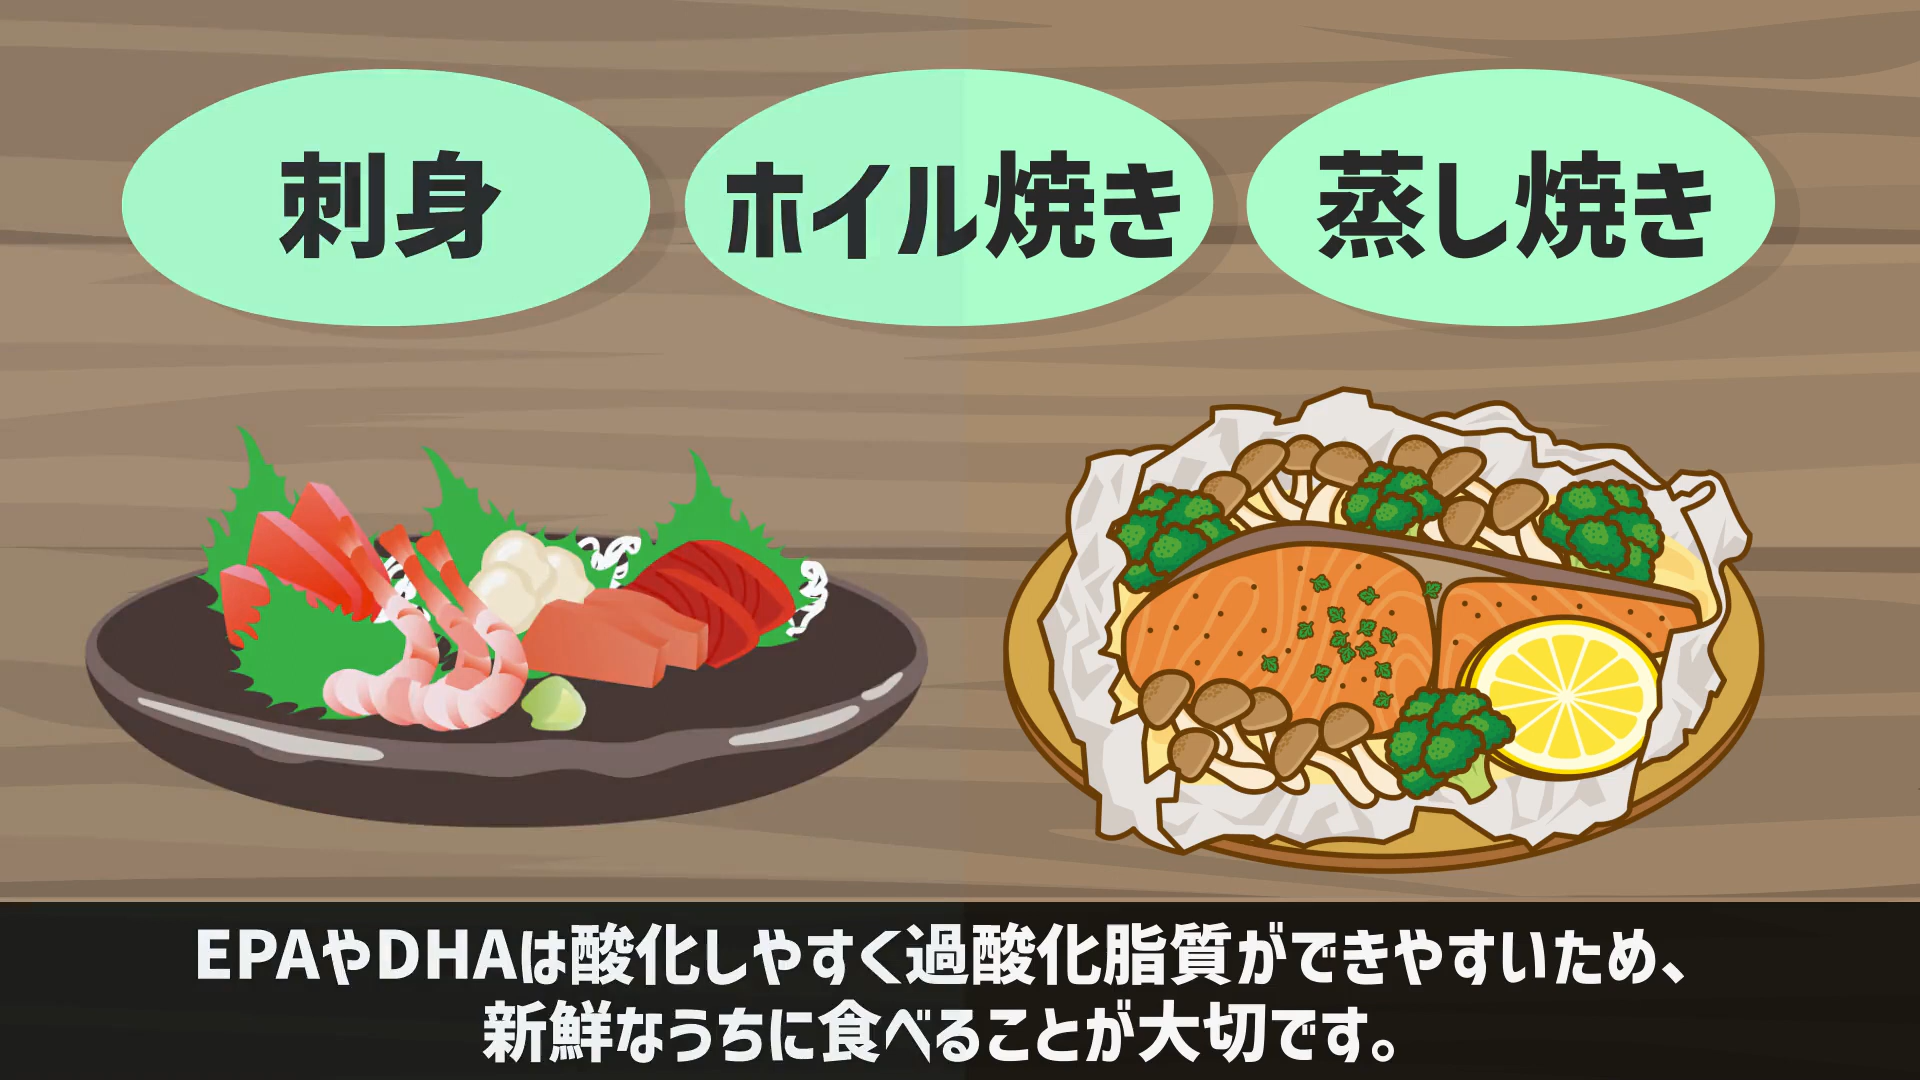 刺身
ホイル焼き
蒸し焼き
EPAやDHAは酸化しやすく過酸化脂質ができやすいため、
新鮮なうちに食べることが大切です。